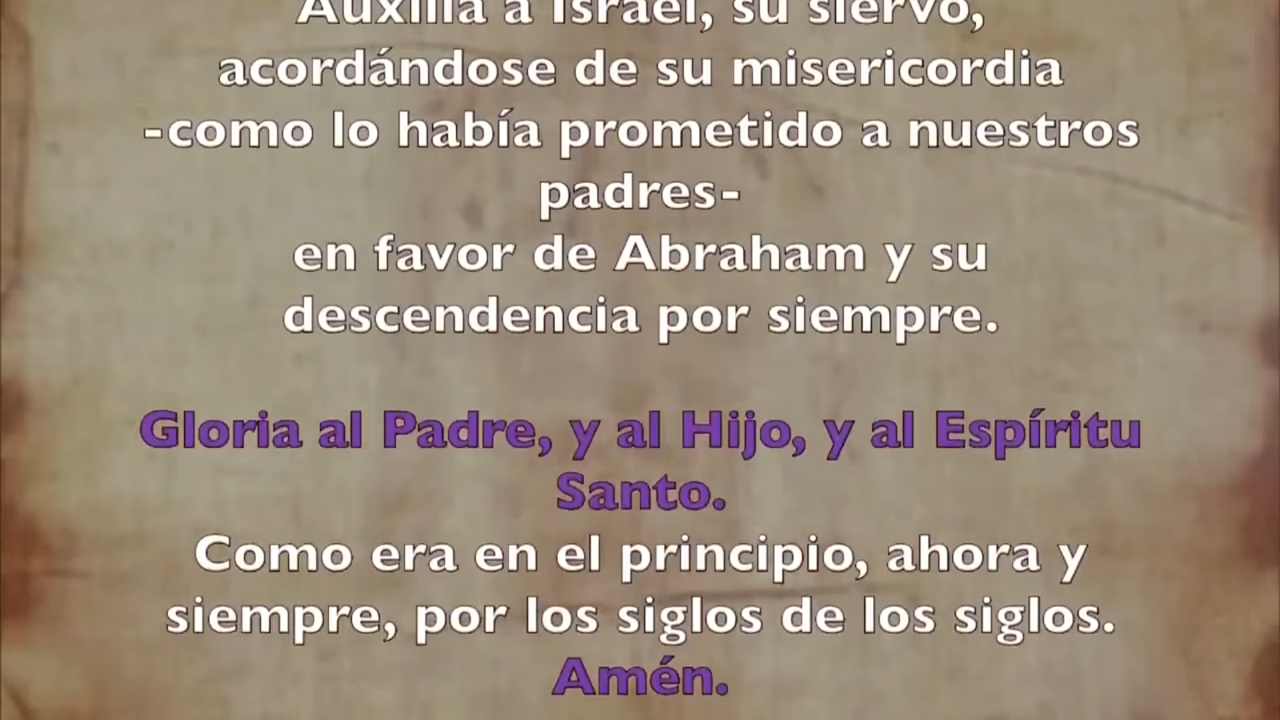 Auxilia a Israel, su siervo,
acordándose de su misericordia
-como lo había prometido a nuestros
padres-
en favor de Abraham y su
descendencia por siempre.
Gloria al Padre, y al Hijo, y al Espíritu
Santo.
Como era en el principio, ahora y
siempre, por los siglos de los siglos.
Amén.